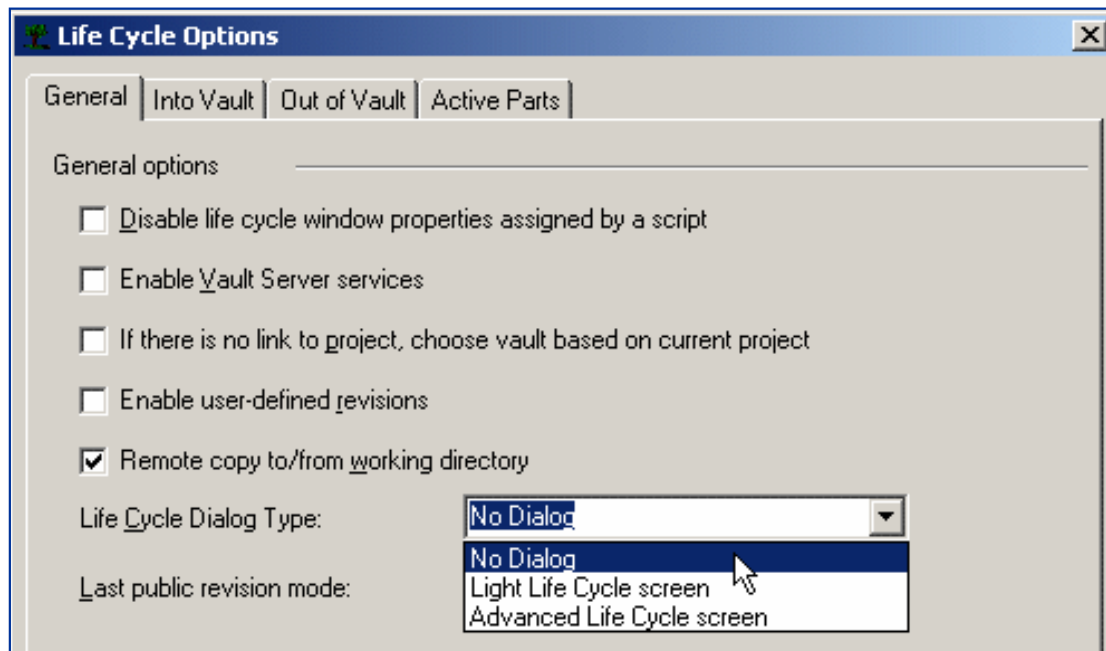 Life Cycle Options
General Into Vault Out of Vault Active Parts
General options
Disable life cycle window properties assigned by a script
Enable Vault Server services
If there is no link to project, choose vault based on current project
Enable user-defined revisions
Remote copy to/from working directory
Life Cycle Dialog Type: No Dialog
No Dialog
Last public revision mode: Light Life Cycle screen
Advanced Life Cycle screen